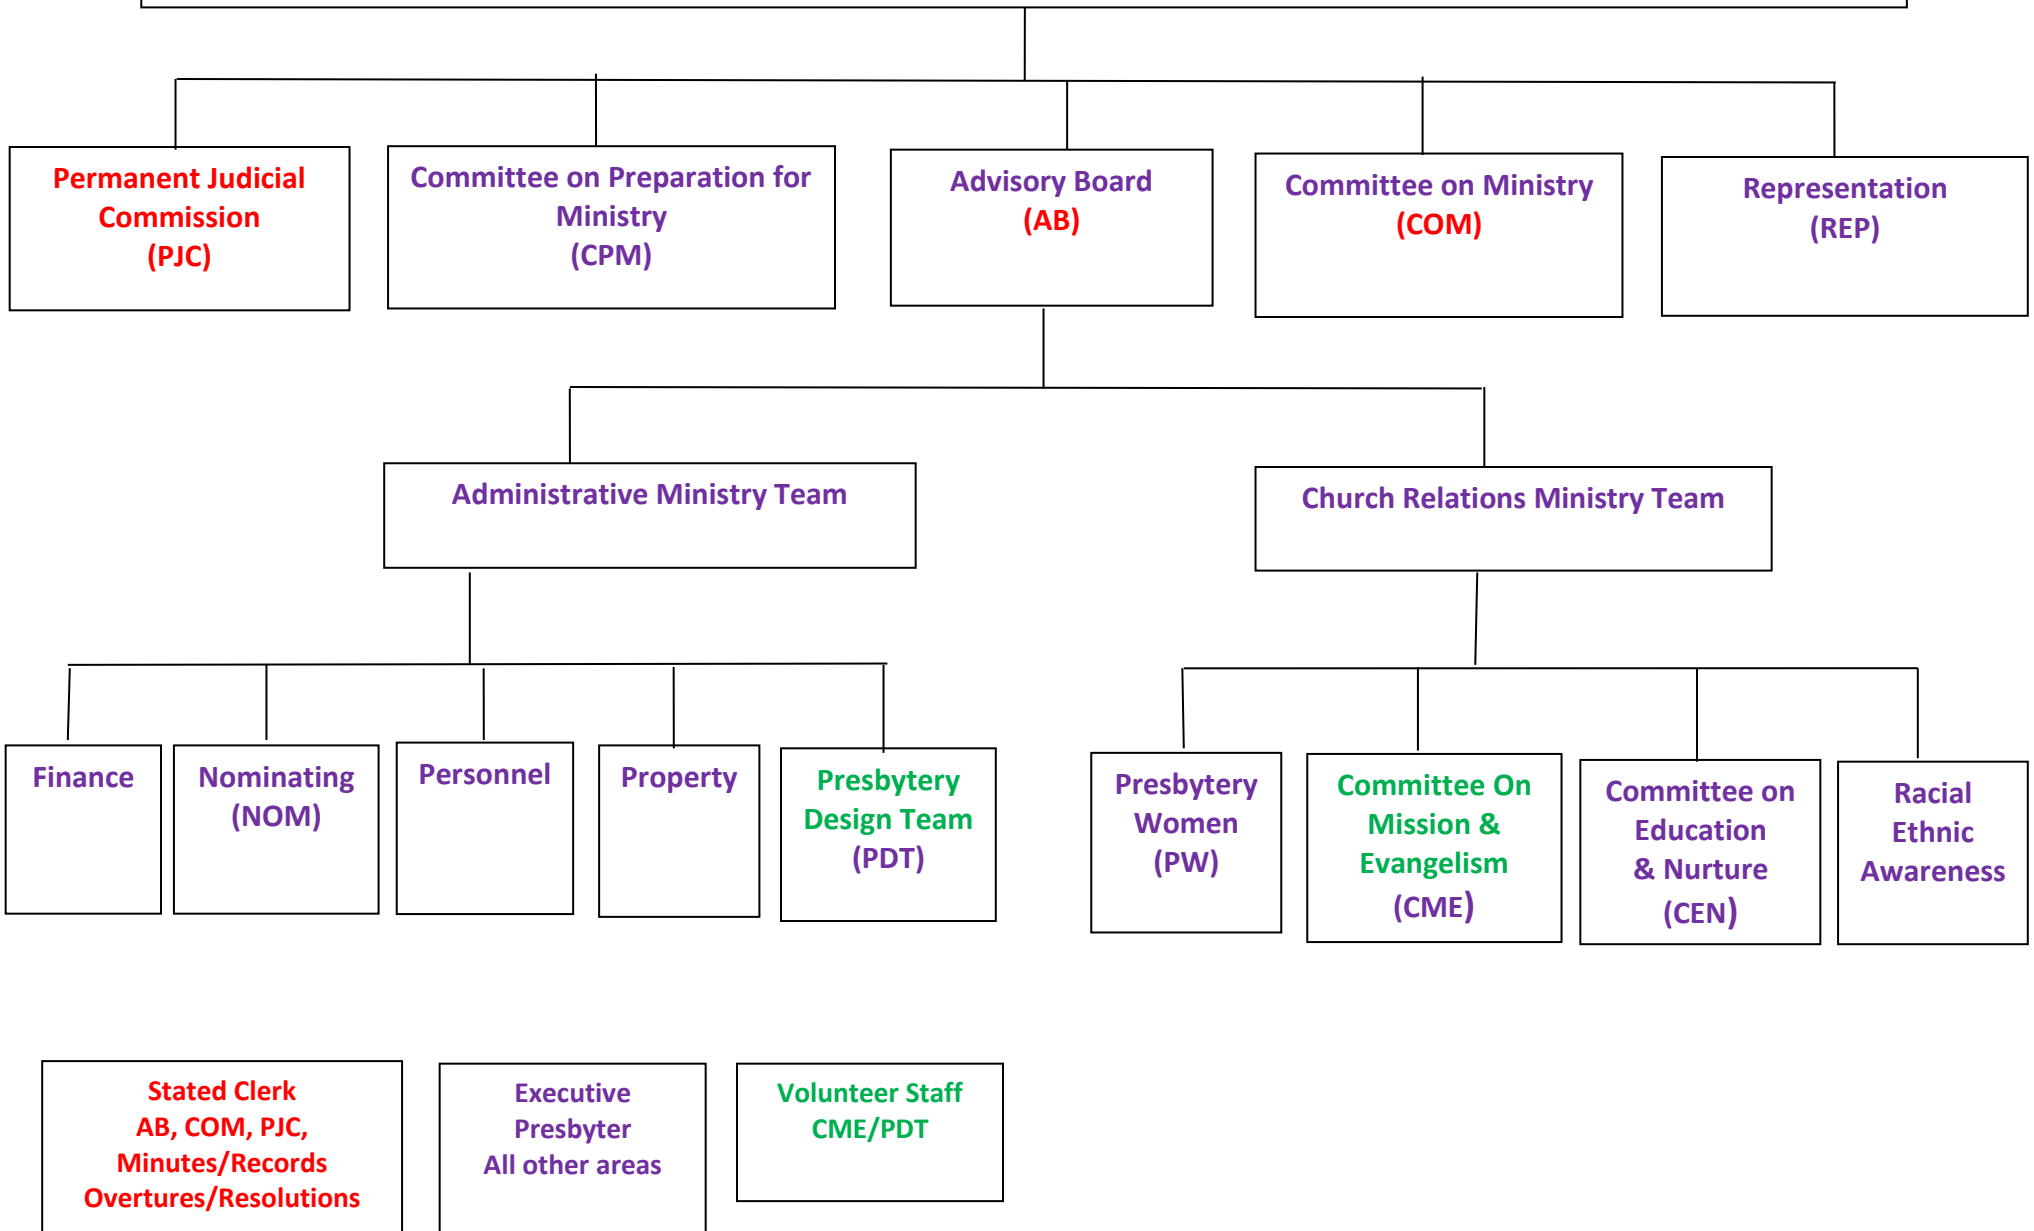 Permanent Judicial
Commission
(PJC)
Committee on Preparation for
Ministry
(CPM)
Advisory Board
(AB)
Committee on Ministry
(COM)
Representation
(REP)
Administrative Ministry Team
Church Relations Ministry Team
Finance
Nominating
(NOM)
Personnel
Property
Presbytery
Design Team
(PDT)
Presbytery
Women
(PW)
Committee On
Mission &
Evangelism
(CME)
Committee on
Education
& Nurture
(CEN)
Racial
Ethnic
Awareness
Stated Clerk
AB, COM, PJC,
Minutes/Records
Overtures/Resolutions
Executive
Presbyter
All other areas
Volunteer Staff
CME/PDT